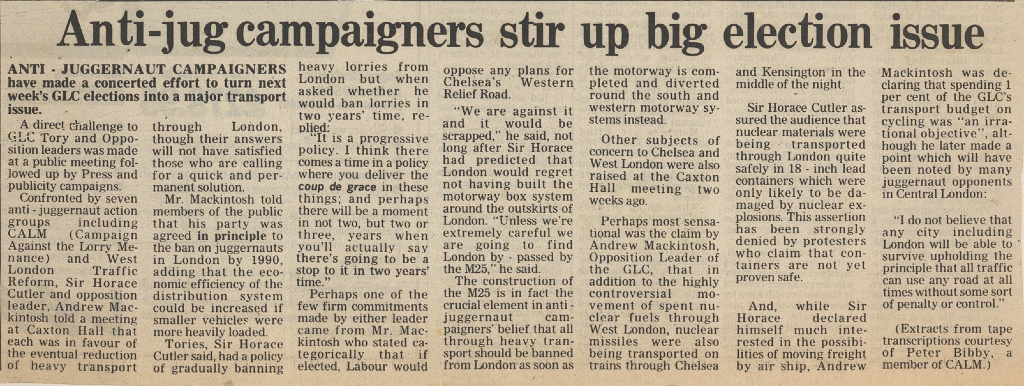 Anti-jug campaigners stir up big election issue
ANTI - JUGGERNAUT CAMPAIGNERS
have made a concerted effort to turn next
week's GLC elections into a major transport
issue.
A direct challenge to
GLC Tory and Oppo-
sition leaders was made
at a public meeting fol-
lowed up by Press and
publicity campaigns.
Confronted by seven
anti-juggernaut action
groups including
CALM (Campaign
Against the Lorry Me-
nance) and West
London Traffic
Reform, Sir Horace
Cutler and opposition
leader, Andrew Mac-
kintosh told a meeting
at Caxton Hall that
each was in favour of
the eventual reduction
of heavy transport
through London,
though their answers
will not have satisfied
those who are calling
for a quick and per-
manent solution.
Mr. Mackintosh told
members of the public
that his party was
agreed in principle to
the ban on juggernauts
in London by 1990,
adding that the eco-
nomic efficiency of the
distribution system
could be increased if
smaller vehicles were
more heavily loaded.
Tories, Sir Horace
Cutler said, had a policy
of gradually banning
heavy lorries from
London but when
asked whether he
would ban lorries in
two years' time, re-
plied:
"It is a progressive
policy. I think there
comes a time in a policy
where you deliver the
coup de grace in these
things; and perhaps
there will be a moment
in not two, but two or
three, years when
you'll actually say
there's going to be a
stop to it in two years'
time."
Perhaps one of the
few firm commitments
made by either leader
came from Mr. Mac-
kintosh who stated ca-
tegorically that if
elected, Labour would
oppose any plans for
Chelsea's Western
Relief Road.
"We are against it
and it would be
scrapped," he said, not
long after Sir Horace
had predicted that
London would regret
not having built the
motorway box system
around the outskirts of
London. "Unless we're
extremely careful we
are going to find
London by - passed by
the M25," he said.
The construction of
the M25 is in fact the
crucial element in anti-
juggernaut cam-
paigners' belief that all
through heavy tran-
sport should be banned
from London as soon as
the motorway is com-
pleted and diverted
round the south and
western motorway sy-
stems instead.
Other subjects of
concern to Chelsea and
West London were also
raised at the Caxton
Hall meeting two
weeks ago.
Perhaps most sensa-
tional was the claim by
Andrew Mackintosh,
Opposition Leader of
the GLC, that in
addition to the highly
controversial mo-
vement of spent nu-
clear fuels through
West London, nuclear
missiles were also
being transported on
trains through Chelsea
and Kensington in the
middle of the night.
Sir Horace Cutler as-
sured the audience that
nuclear materials were
being transported
through London quite
safely in 18 - inch lead
containers which were
only likely to be da-
maged by nuclear ex-
plosions. This assertion
has been strongly
denied by protesters
who claim that con-
tainers are not yet
proven safe.
And, while Sir
Horace declared
himself much inte-
rested in the possibi-
lities of moving freight
by air ship, Andrew
Mackintosh was de-
claring that spending 1
per cent of the GLC's
transport budget on
cycling was "an irra-
tional objective", alt-
hough he later made a
point which will have
been noted by many
juggernaut opponents
in Central London:
"I do not believe that
any city including
London will be able to
survive upholding the
principle that all traffic
can use any road at all
times without some sort
of penalty or control."
(Extracts from tape
transcriptions courtesy
of Peter Bibby, a
member of CALM.)